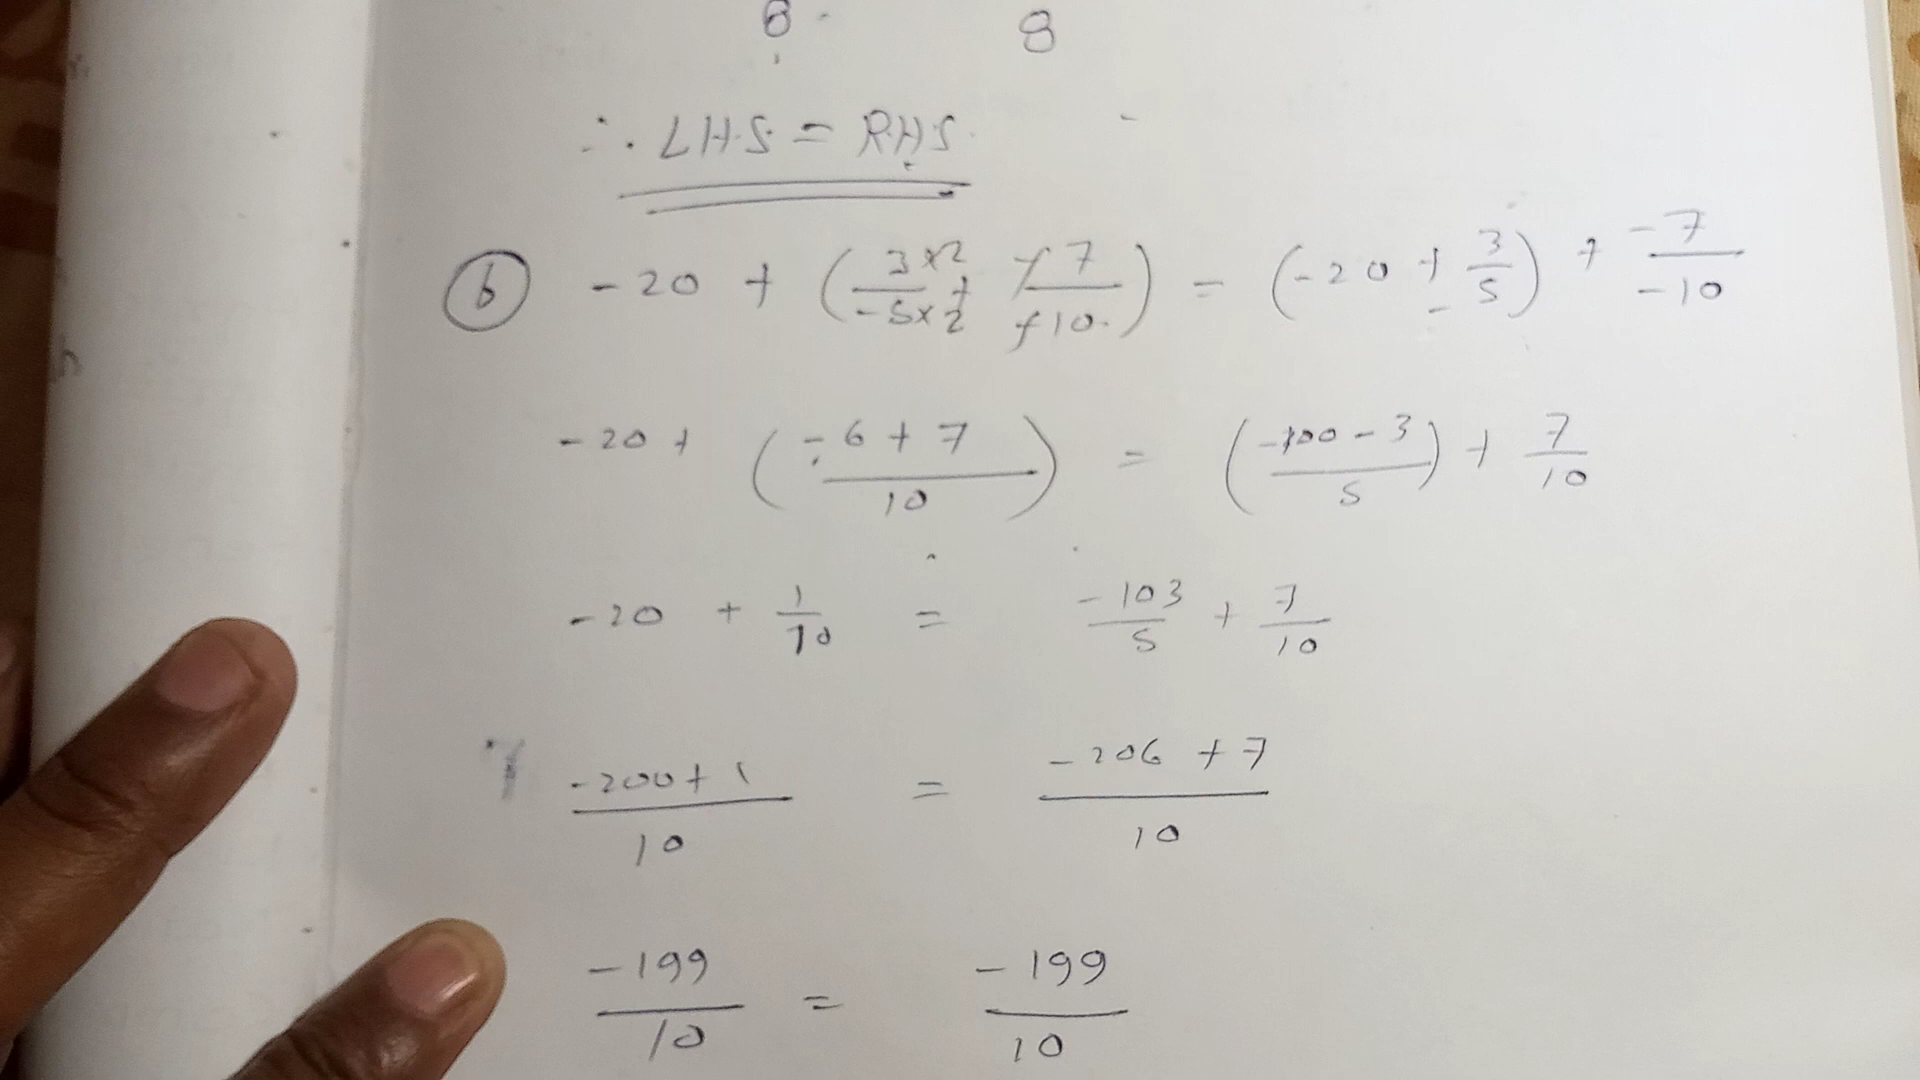 8 8
∴ LHS = RHS.
(b) -20 + (3×2/-5×2 + -7/-10) = (-20 + 3/-5) + -7/-10
-20 + (-6+7/10) = (-100-3/5) + 7/10
-20 + 1/10 = -103/5 + 7/10
-200+1/10 = -206+7/10
-199/10 = -199/10